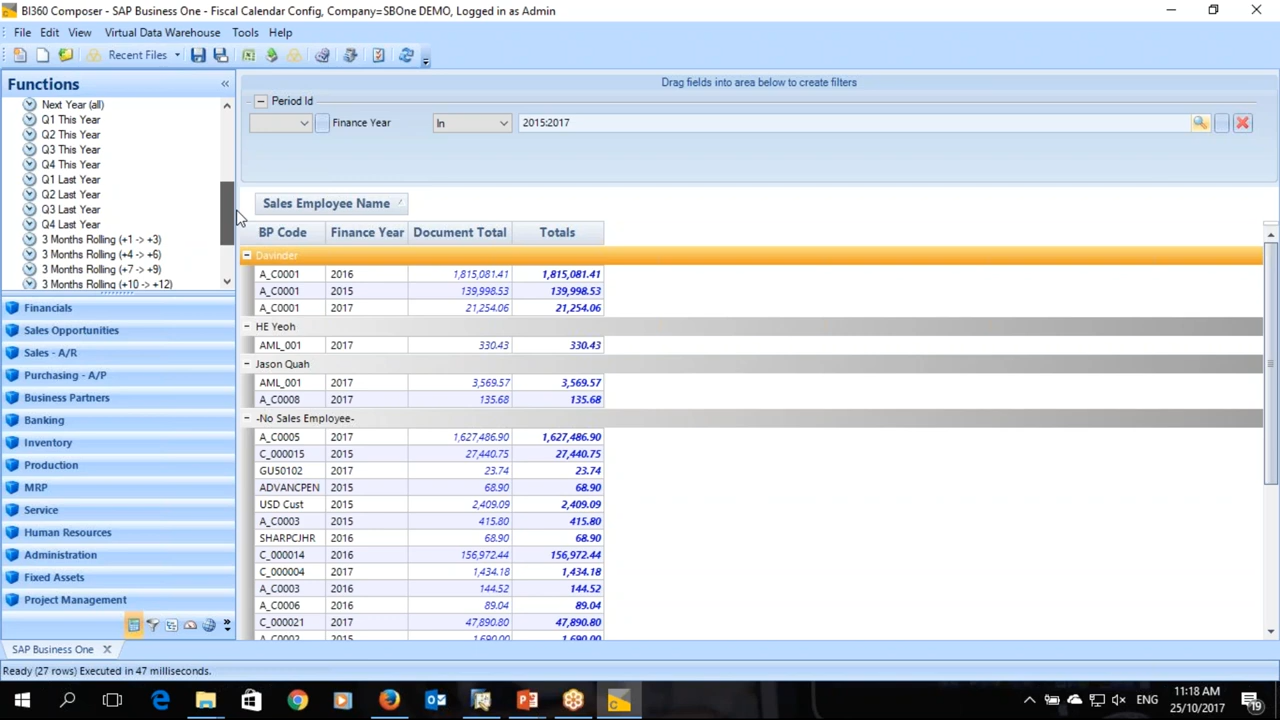 BI360 Composer - SAP Business One - Fiscal Calendar Config, Company=SBOne DEMO, Logged in as Admin
File Edit View Virtual Data Warehouse Tools Help
Recent Files
Functions
Next Year (all)
Q1 This Year
Q2 This Year
Q3 This Year
Q4 This Year
Q1 Last Year
Q2 Last Year
Q3 Last Year
Q4 Last Year
3 Months Rolling (+1 -> +3)
3 Months Rolling (+4 -> +6)
3 Months Rolling (+7 -> +9)
3 Months Rolling (+10 -> +12)
Financials
Sales Opportunities
Sales - A/R
Purchasing - A/P
Business Partners
Banking
Inventory
Production
MRP
Service
Human Resources
Administration
Fixed Assets
Project Management
Drag fields into area below to create filters
Period Id
Finance Year In 2015:2017
Sales Employee Name
BP Code Finance Year Document Total Totals
Davinder
A_C0001 2016 1,815,081.41 1,815,081.41
A_C0001 2015 139,998.53 139,998.53
A_C0001 2017 21,254.06 21,254.06
HE Yeoh
AML_001 2017 330.43 330.43
Jason Quah
AML_001 2017 3,569.57 3,569.57
A_C0008 2017 135.68 135.68
-No Sales Employee-
A_C0005 2017 1,627,486.90 1,627,486.90
C_000015 2015 27,440.75 27,440.75
GU50102 2017 23.74 23.74
ADVANCPEN 2015 68.90 68.90
USD Cust 2015 2,409.09 2,409.09
A_C0003 2015 415.80 415.80
SHARPCJHR 2016 68.90 68.90
C_000014 2016 156,972.44 156,972.44
C_000004 2017 1,434.18 1,434.18
A_C0003 2016 144.52 144.52
A_C0006 2016 89.04 89.04
C_000021 2017 47,890.80 47,890.80
A_C0002 2015 1,690.00 1,690.00
SAP Business One
Ready (27 rows) Executed in 47 milliseconds.
ENG
11:18 AM
25/10/2017
19